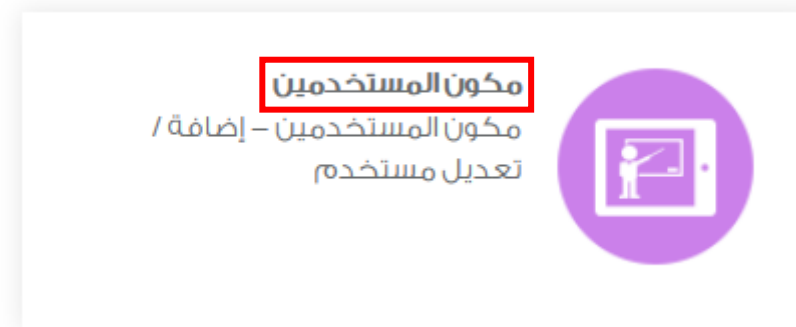 مكون المستخدمين
مكون المستخدمين – إضافة /
تعديل مستخدم